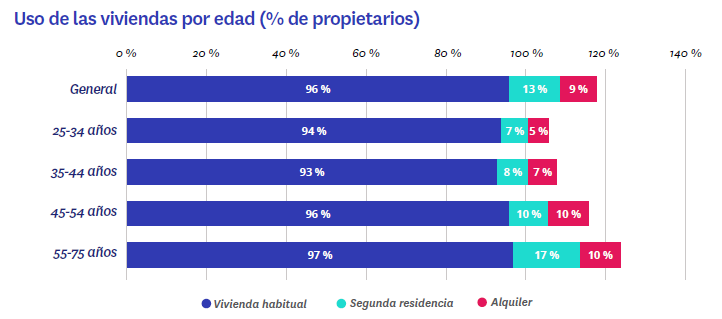 Uso de las viviendas por edad (% de propietarios)
0 % 20 % 40 % 60 % 80 % 100 % 120 % 140 %
General 96 % 13 % 9 %
25-34 años 94 % 7 % 5 %
35-44 años 93 % 8 % 7 %
45-54 años 96 % 10 % 10 %
55-75 años 97 % 17 % 10 %
Vivienda habitual Segunda residencia Alquiler